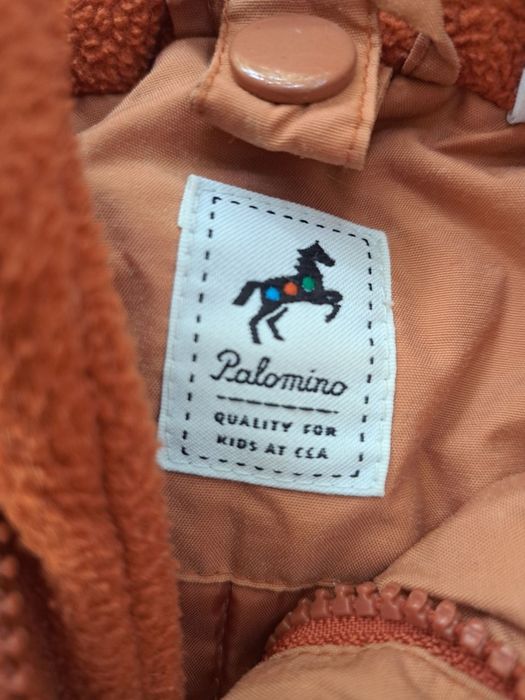 Palomino
QUALITY FOR
KIDS AT C&A